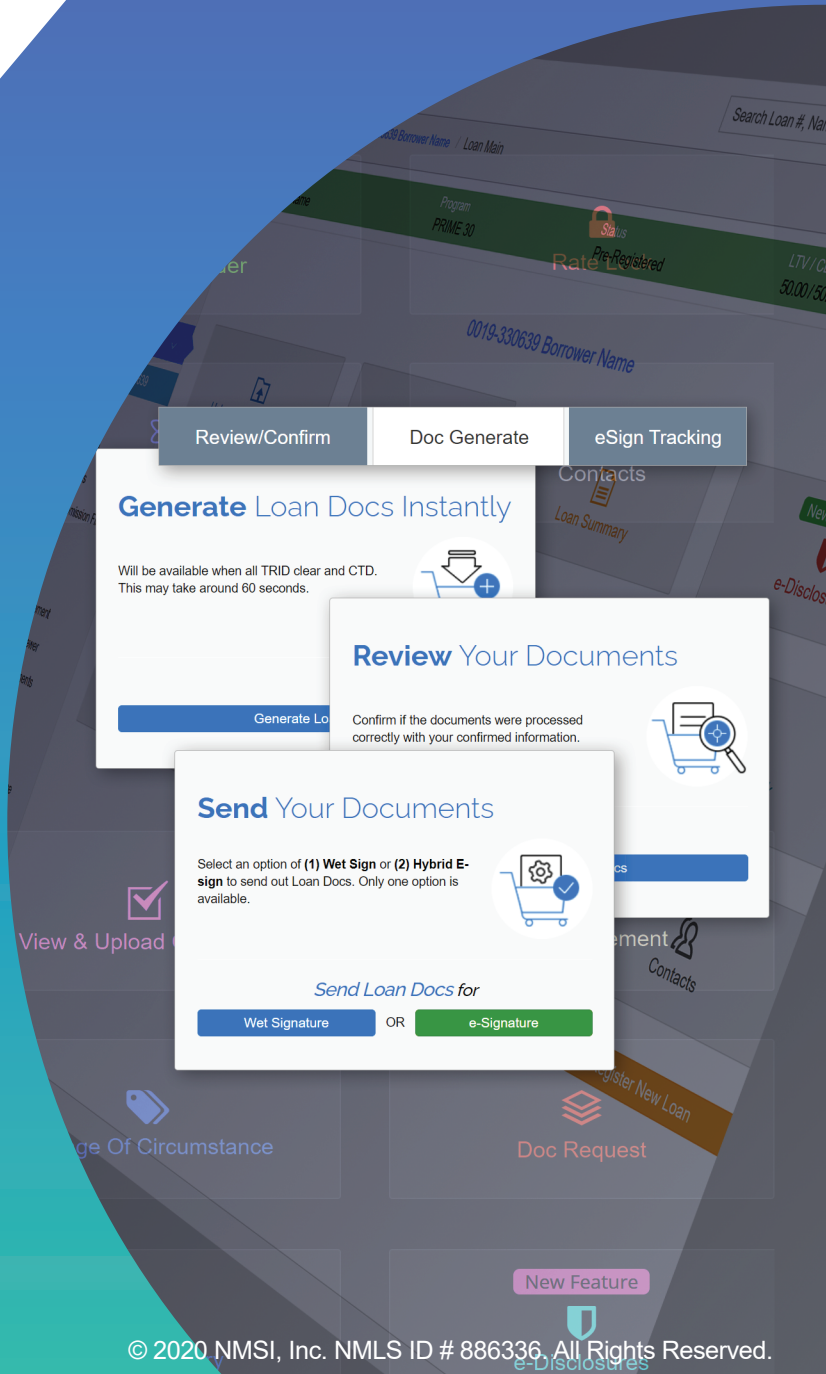 Search Loan #,
0639 Borrower Name / Loan Main
Program
PRIME 30
Status
Pre-Registered
LTV /
50.00 / 50
Rate Lock
0019-330639 Borrower Name
Review/Confirm
Doc Generate
eSign Tracking
Contacts
Loan Summary
New
e-Disclos
Generate Loan Docs Instantly
Will be available when all TRID clear and CTD.
This may take around 60 seconds.
Generate Lo
Review Your Documents
Confirm if the documents were processed
correctly with your confirmed information.
cs
Send Your Documents
Select an option of (1) Wet Sign or (2) Hybrid E-
sign to send out Loan Docs. Only one option is
available.
Send Loan Docs for
Wet Signature
OR
e-Signature
View & Upload
ement
Contacts
Register New Loan
ge Of Circumstance
Doc Request
New Feature
e-Disclosures
© 2020 NMSI, Inc. NMLS ID # 886336. All Rights Reserved.